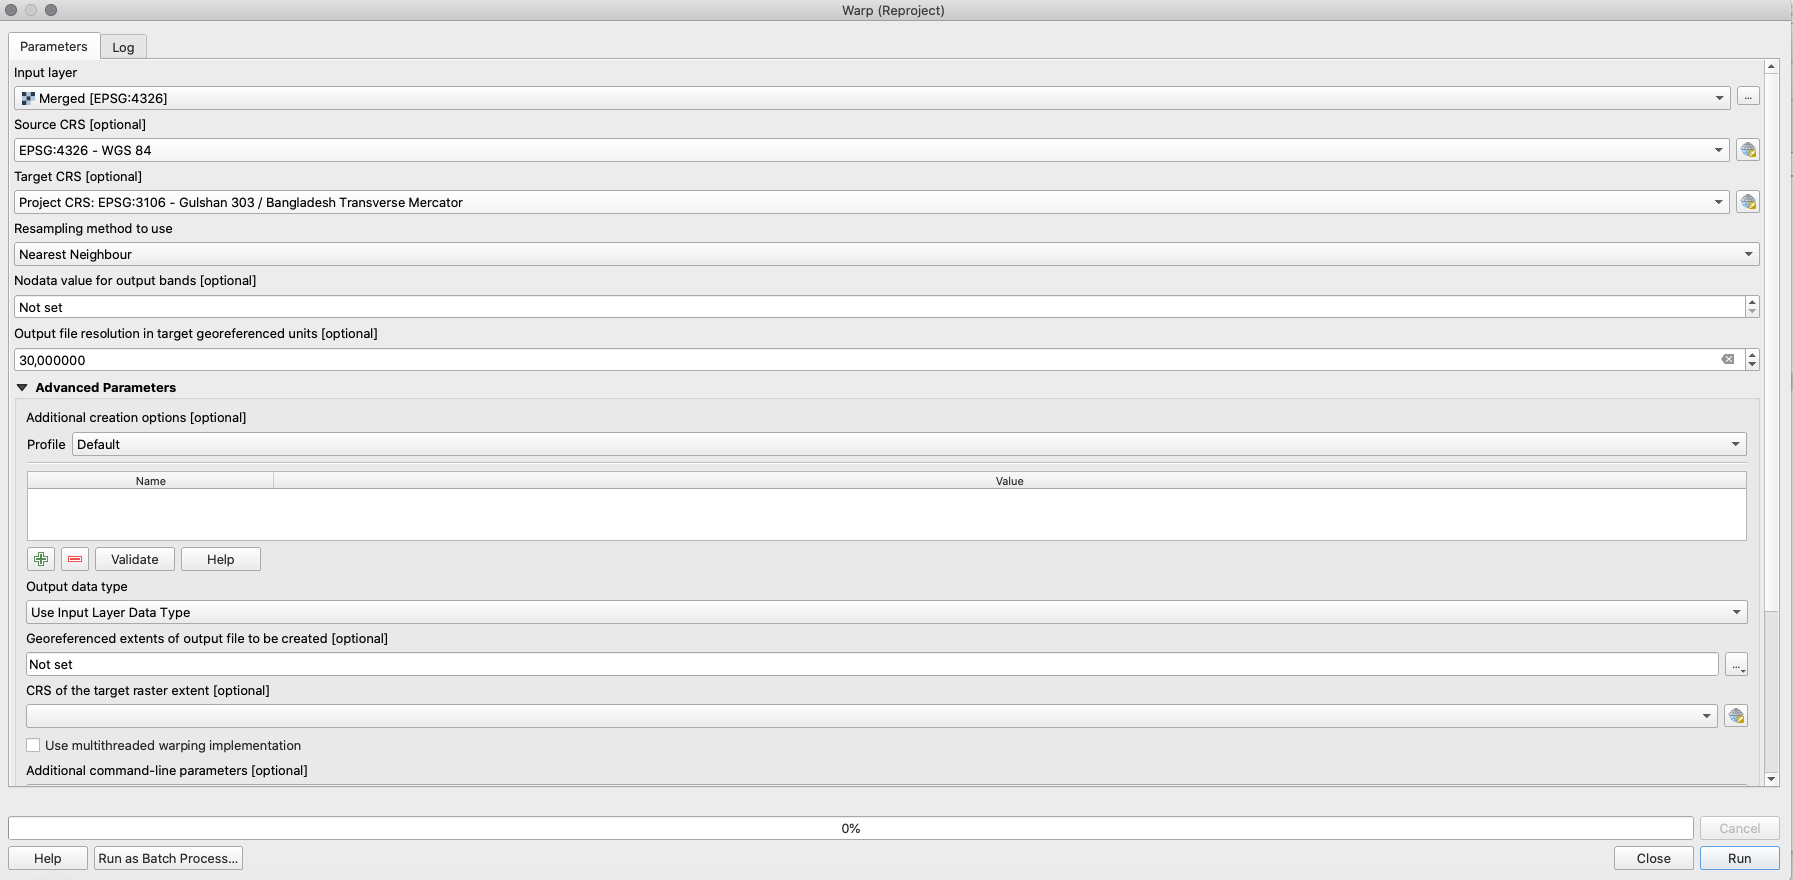 Warp (Reproject)
Parameters
Log
Input layer
Merged [EPSG:4326]
...
Source CRS [optional]
EPSG:4326 - WGS 84
Target CRS [optional]
Project CRS: EPSG:3106 - Gulshan 303 / Bangladesh Transverse Mercator
Resampling method to use
Nearest Neighbour
Nodata value for output bands [optional]
Not set
Output file resolution in target georeferenced units [optional]
30,000000
Advanced Parameters
Additional creation options [optional]
Profile Default
Name Value
Validate Help
Output data type
Use Input Layer Data Type
Georeferenced extents of output file to be created [optional]
Not set
...
CRS of the target raster extent [optional]
Use multithreaded warping implementation
Additional command-line parameters [optional]
0%
Cancel
Help Run as Batch Process... Close Run